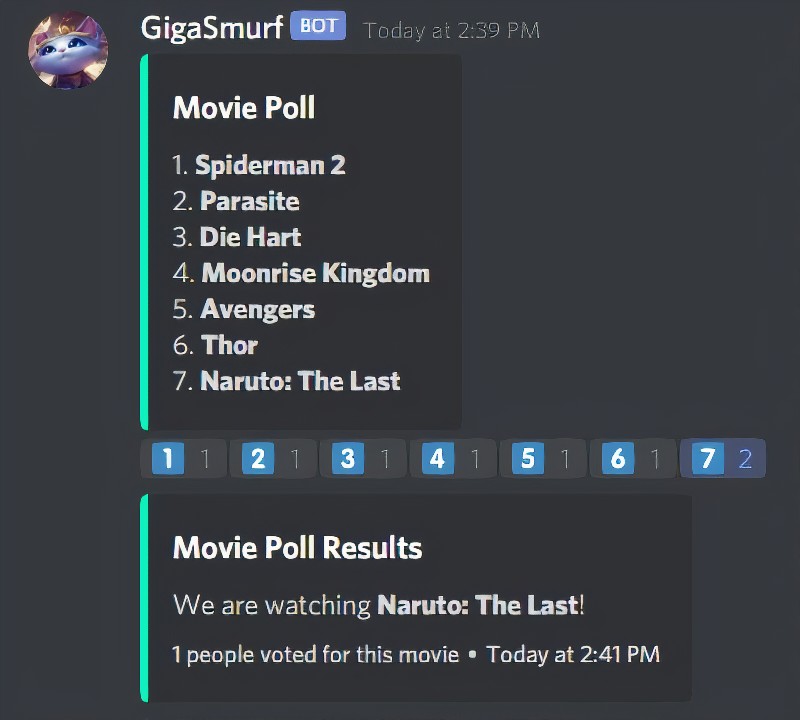 GigaSmurf BOT Today at 2:39 PM
Movie Poll
1. Spiderman 2
2. Parasite
3. Die Hart
4. Moonrise Kingdom
5. Avengers
6. Thor
7. Naruto: The Last
1 1 2 1 3 1 4 1 5 1 6 1 7 2
Movie Poll Results
We are watching Naruto: The Last!
1 people voted for this movie • Today at 2:41 PM